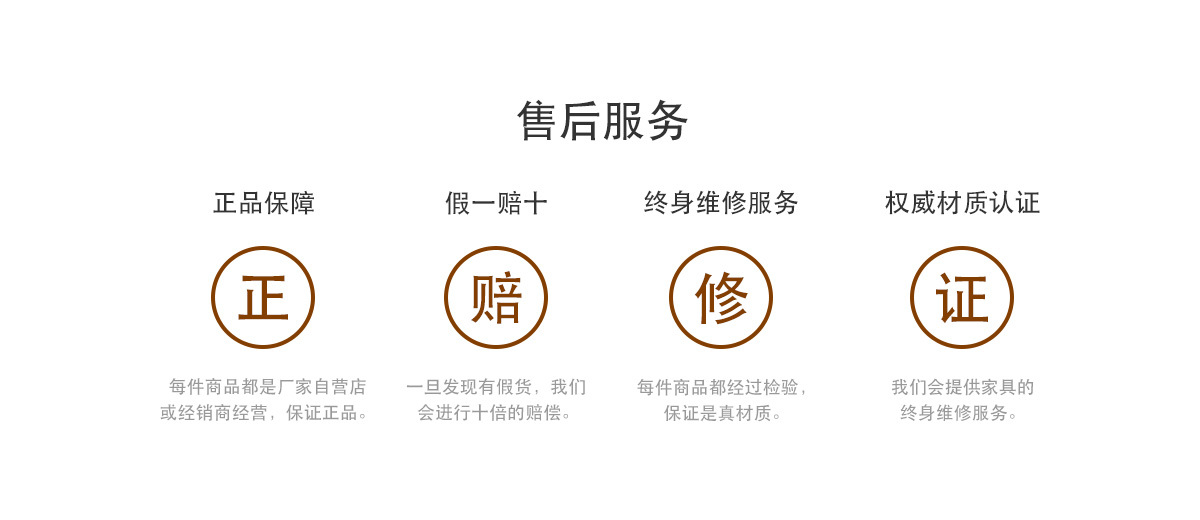 售后服务
正品保障
正
每件商品都是厂家自营店
或经销商经营，保证正品。
假一赔十
赔
一旦发现有假货，我们
会进行十倍的赔偿。
终身维修服务
修
每件商品都经过检验，
保证是真材质。
权威材质认证
证
我们会提供家具的
终身维修服务。